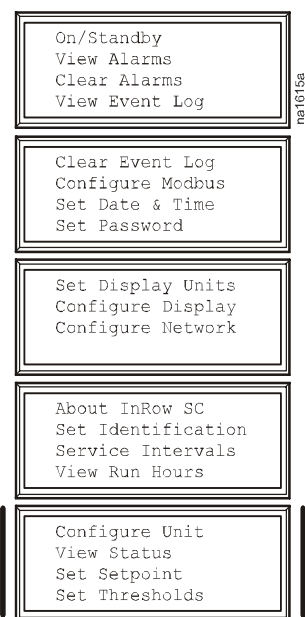 On/Standby
View Alarms
Clear Alarms
View Event Log
na1615a
Clear Event Log
Configure Modbus
Set Date & Time
Set Password
Set Display Units
Configure Display
Configure Network
About InRow SC
Set Identification
Service Intervals
View Run Hours
Configure Unit
View Status
Set Setpoint
Set Thresholds